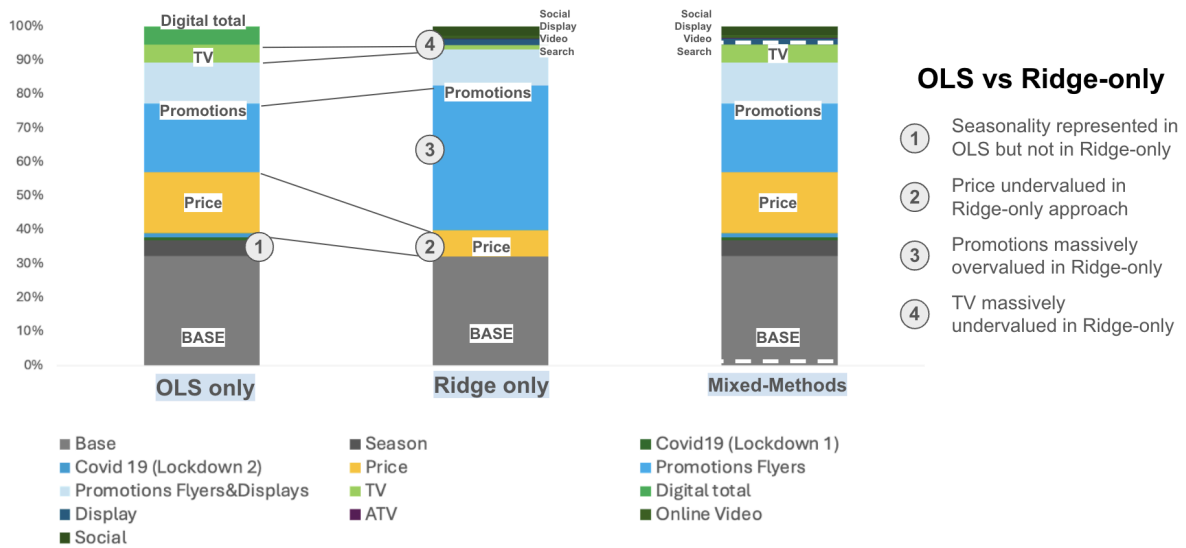 100%
90%
80%
70%
60%
50%
40%
30%
20%
10%
0%
Digital total
TV
Promotions
Price
1
BASE
OLS only
Social
Display
Video
Search
4
Promotions
3
2
Price
BASE
Ridge only
Social
Display
Video
Search
TV
Promotions
Price
BASE
Mixed-Methods
OLS vs Ridge-only
1 Seasonality represented in
OLS but not in Ridge-only
2 Price undervalued in
Ridge-only approach
3 Promotions massively
overvalued in Ridge-only
4 TV massively
undervalued in Ridge-only
Base Season Covid19 (Lockdown 1)
Covid 19 (Lockdown 2) Price Promotions Flyers
Promotions Flyers&Displays TV Digital total
Display ATV Online Video
Social